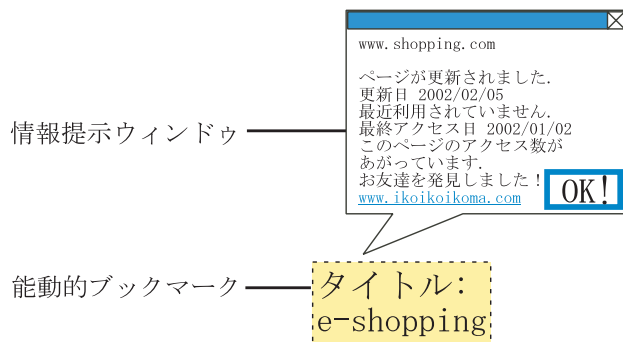 www.shopping.com
ページが更新されました.
更新日 2002/02/05
最近利用されていません.
最終アクセス日 2002/01/02
このページのアクセス数が
あがっています.
お友達を発見しました!
www.ikoikoikoma.com
OK!
情報提示ウィンドゥ
能動的ブックマーク
タイトル:
e-shopping